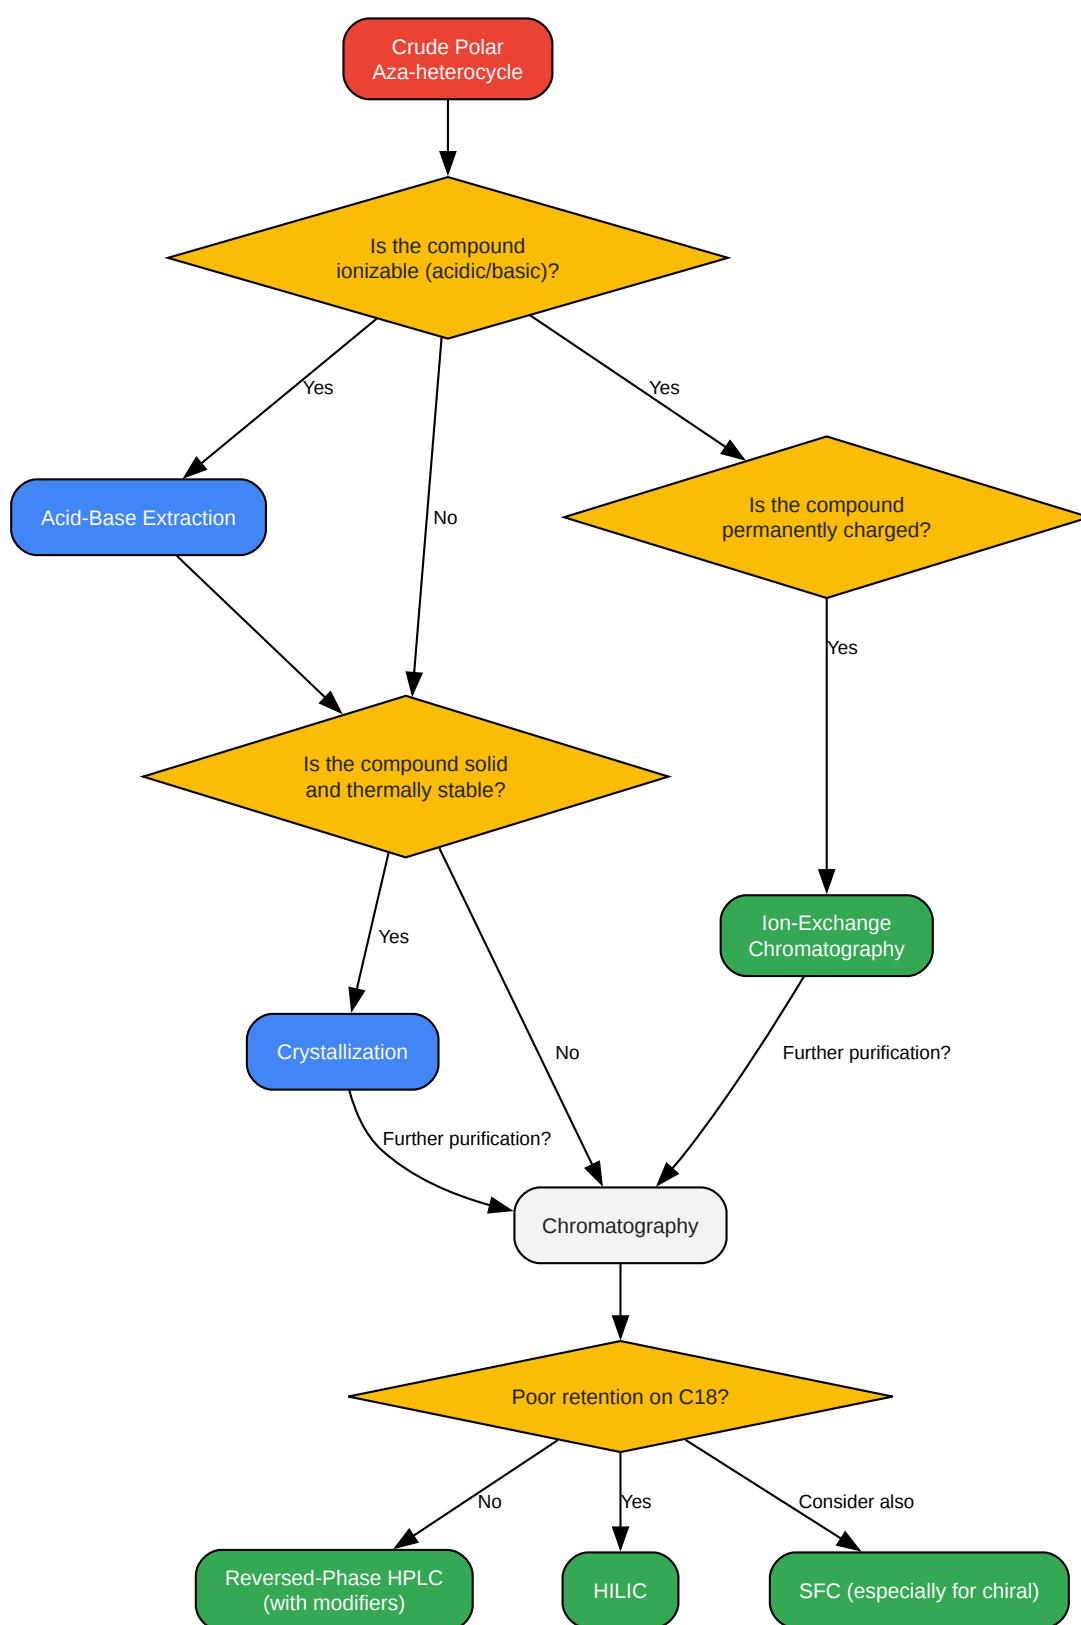 Crude Polar
Aza-heterocycle
Is the compound
ionizable (acidic/basic)?
Yes
Yes
Acid-Base Extraction
No
Is the compound
permanently charged?
Yes
Is the compound solid
and thermally stable?
Yes
Ion-Exchange
Chromatography
Crystallization
No
Further purification?
Further purification?
Chromatography
Poor retention on C18?
No
Yes
Consider also
Reversed-Phase HPLC
(with modifiers)
HILIC
SFC (especially for chiral)